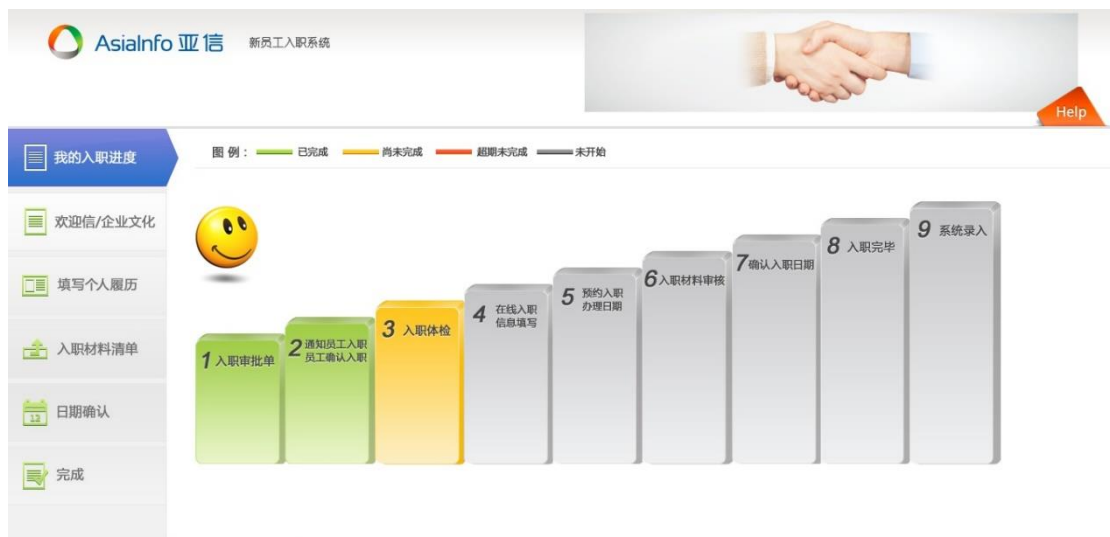 AsiaInfo 亚信 新员工入职系统
Help
我的入职进度
图 例： 已完成 尚未完成 超期未完成 未开始
欢迎信/企业文化
填写个人履历
入职材料清单
日期确认
12
完成
1 入职审批单
2 通知员工入职
员工确认入职
3 入职体检
4 在线入职
信息填写
5 预约入职
办理日期
6 入职材料审核
7 确认入职日期
8 入职完毕
9 系统录入